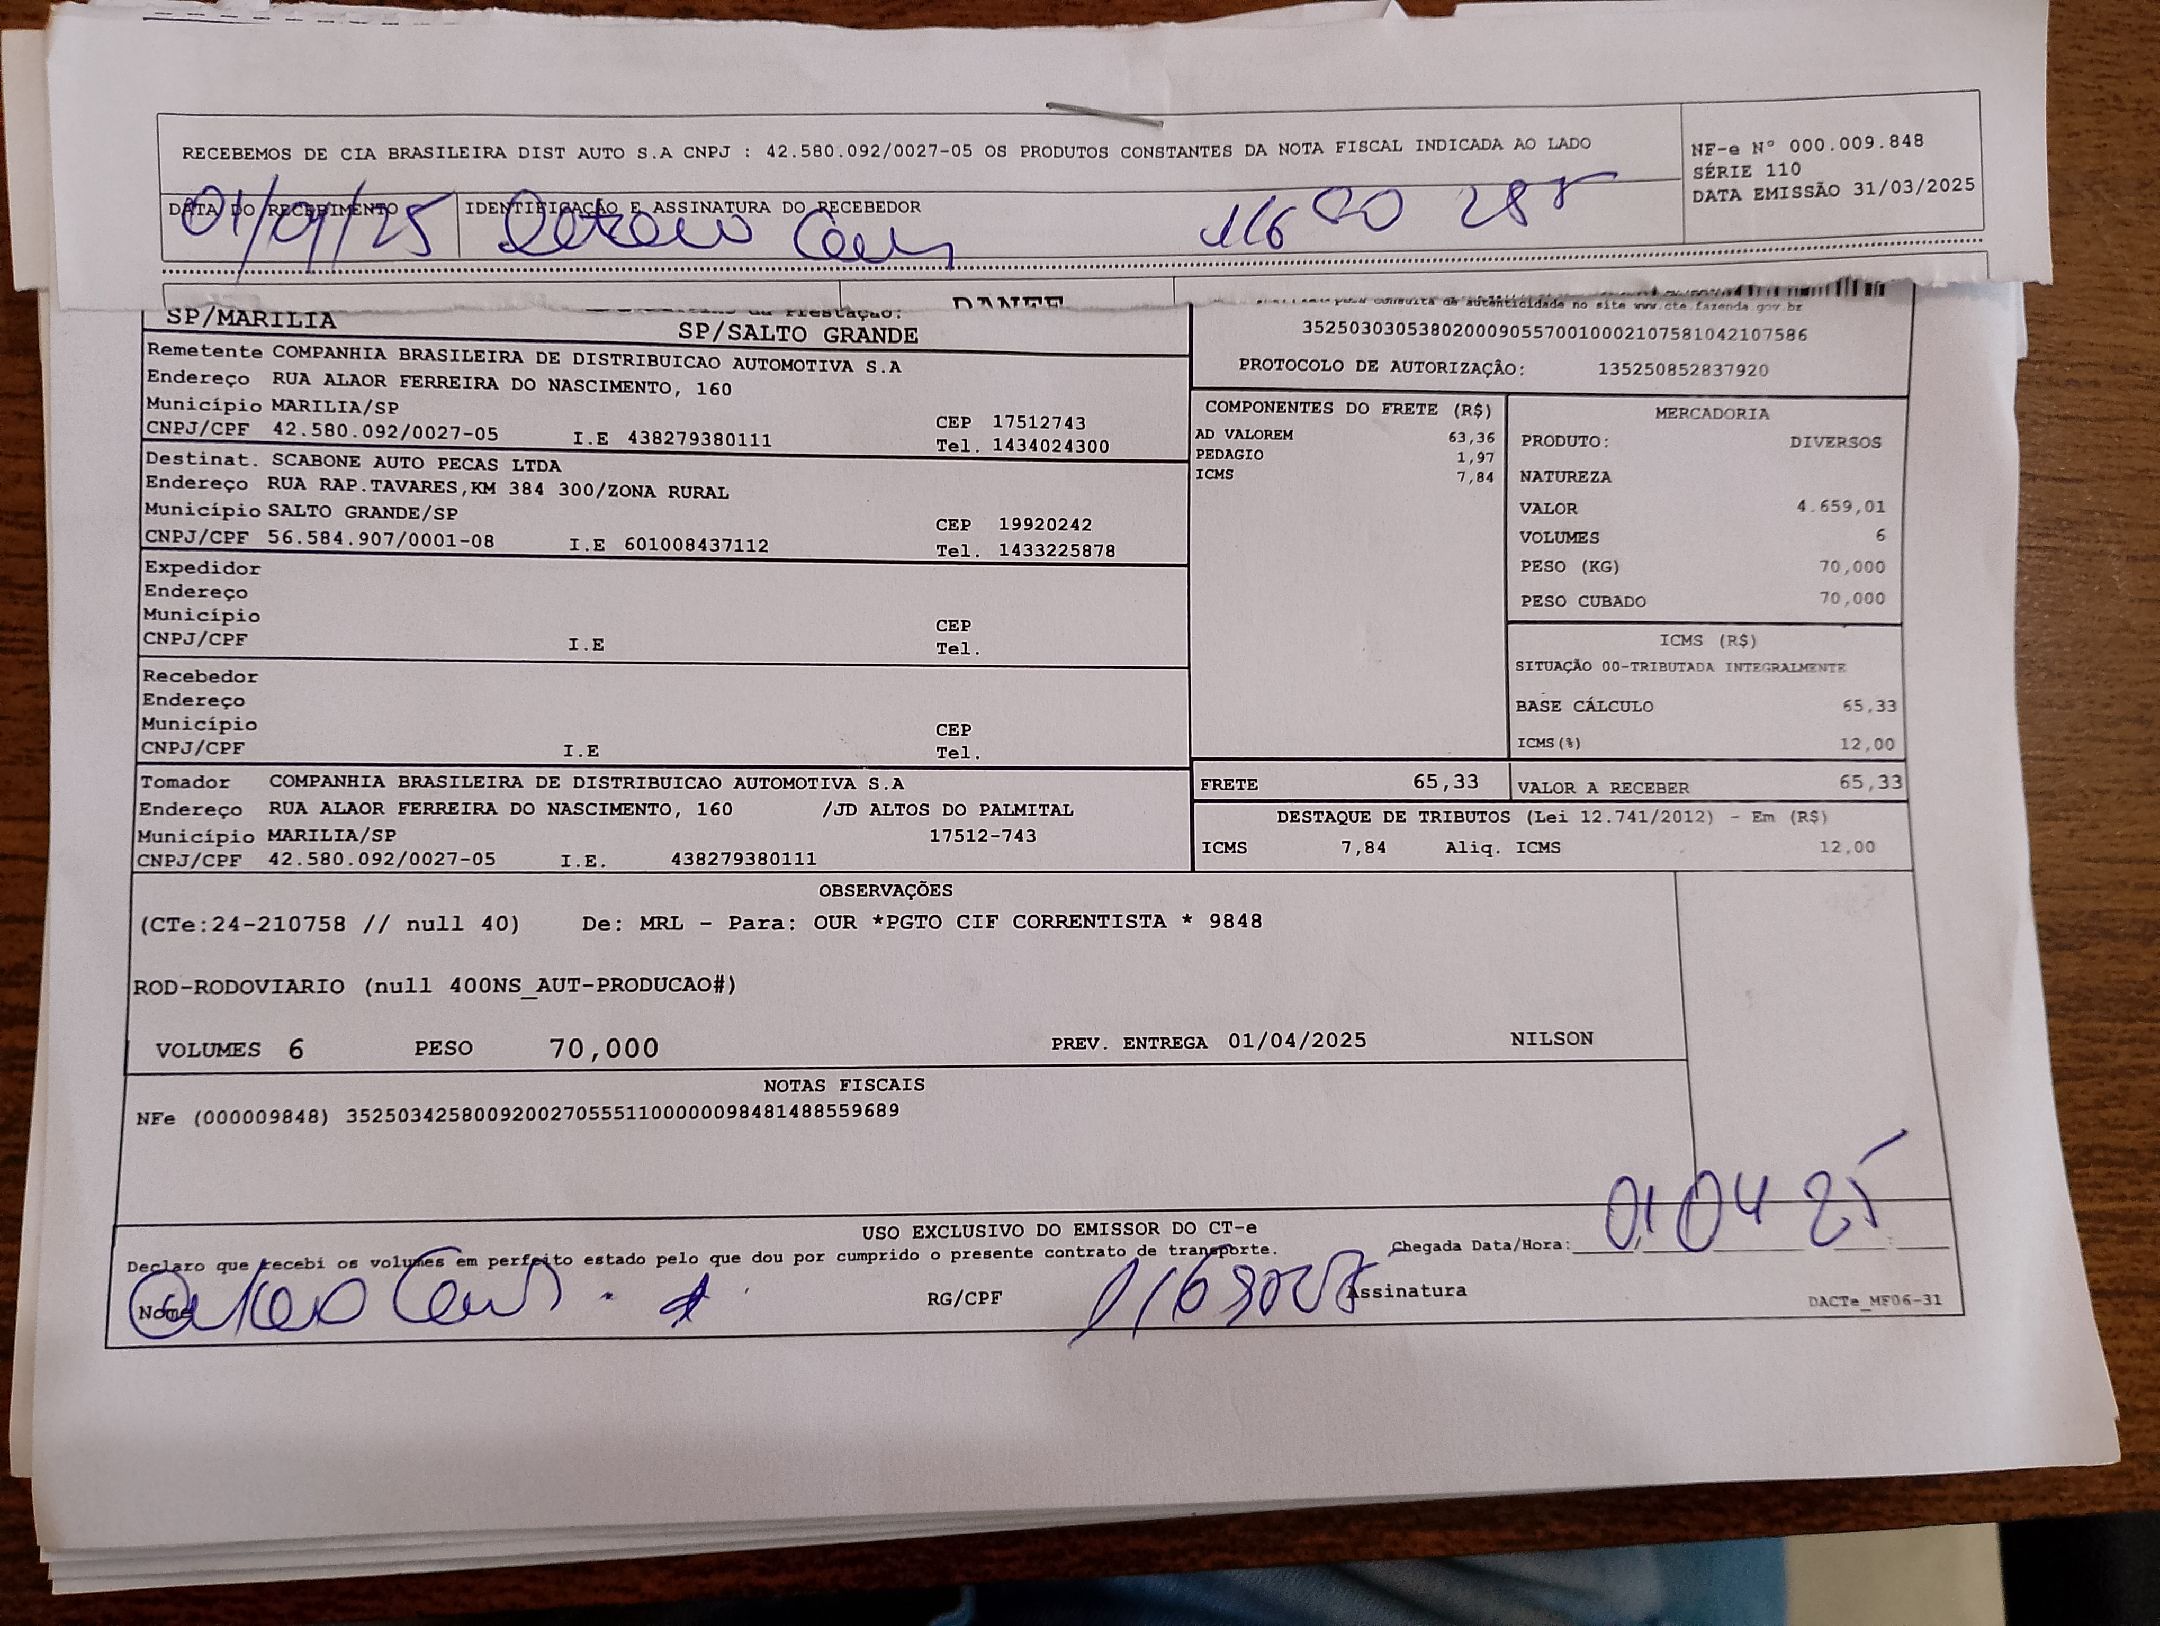 RECEBEMOS DE CIA BRASILEIRA DIST AUTO S.A CNPJ : 42.580.092/0027-05 OS PRODUTOS CONSTANTES DA NOTA FISCAL INDICADA AO LADO
NF-e Nº 000.009.848
SÉRIE 110
DATA EMISSÃO 31/03/2025
DATA DO RECEBIMENTO
IDENTIFICAÇÃO E ASSINATURA DO RECEBEDOR
DANFE
consulta de autenticidade no site www.cte.fazenda.gov.br
SP/MARILIA
SP/SALTO GRANDE
35250303053802000905570010002107581042107586
PROTOCOLO DE AUTORIZAÇÃO: 135250852837920
Remetente COMPANHIA BRASILEIRA DE DISTRIBUICAO AUTOMOTIVA S.A
Endereço RUA ALAOR FERREIRA DO NASCIMENTO, 160
Município MARILIA/SP
CEP 17512743
CNPJ/CPF 42.580.092/0027-05 I.E 438279380111 Tel. 1434024300
Destinat. SCABONE AUTO PECAS LTDA
Endereço RUA RAP.TAVARES,KM 384 300/ZONA RURAL
Município SALTO GRANDE/SP
CEP 19920242
CNPJ/CPF 56.584.907/0001-08 I.E 601008437112 Tel. 1433225878
Expedidor
Endereço
Município
CEP
CNPJ/CPF I.E Tel.
Recebedor
Endereço
Município
CEP
CNPJ/CPF I.E Tel.
Tomador COMPANHIA BRASILEIRA DE DISTRIBUICAO AUTOMOTIVA S.A
Endereço RUA ALAOR FERREIRA DO NASCIMENTO, 160 /JD ALTOS DO PALMITAL
Município MARILIA/SP 17512-743
CNPJ/CPF 42.580.092/0027-05 I.E. 438279380111
COMPONENTES DO FRETE (R$)
AD VALOREM 63,36
PEDAGIO 1,97
ICMS 7,84
MERCADORIA
PRODUTO: DIVERSOS
NATUREZA
VALOR 4.659,01
VOLUMES 6
PESO (KG) 70,000
PESO CUBADO 70,000
ICMS (R$)
SITUAÇÃO 00-TRIBUTADA INTEGRALMENTE
BASE CÁLCULO 65,33
ICMS(%) 12,00
FRETE 65,33
VALOR A RECEBER 65,33
DESTAQUE DE TRIBUTOS (Lei 12.741/2012) - Em (R$)
ICMS 7,84 Aliq. ICMS 12,00
OBSERVAÇÕES
(CTe:24-210758 // null 40) De: MRL - Para: OUR *PGTO CIF CORRENTISTA * 9848
ROD-RODOVIARIO (null 400NS_AUT-PRODUCAO#)
VOLUMES 6 PESO 70,000 PREV. ENTREGA 01/04/2025 NILSON
NOTAS FISCAIS
NFe (000009848) 35250342580092002705551100000098481488559689
USO EXCLUSIVO DO EMISSOR DO CT-e
Declaro que recebi os volumes em perfeito estado pelo que dou por cumprido o presente contrato de transporte.
Chegada Data/Hora: 01 04 25
Nome
RG/CPF
Assinatura
DACTe_MF06-31